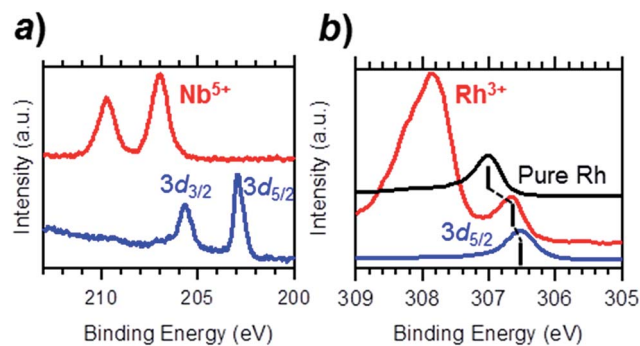 a)
Nb5+
3d3/2
3d5/2
Intensity (a.u.)
210
205
200
Binding Energy (eV)
b)
Rh3+
Pure Rh
3d5/2
Intensity (a.u.)
309
308
307
306
305
Binding Energy (eV)